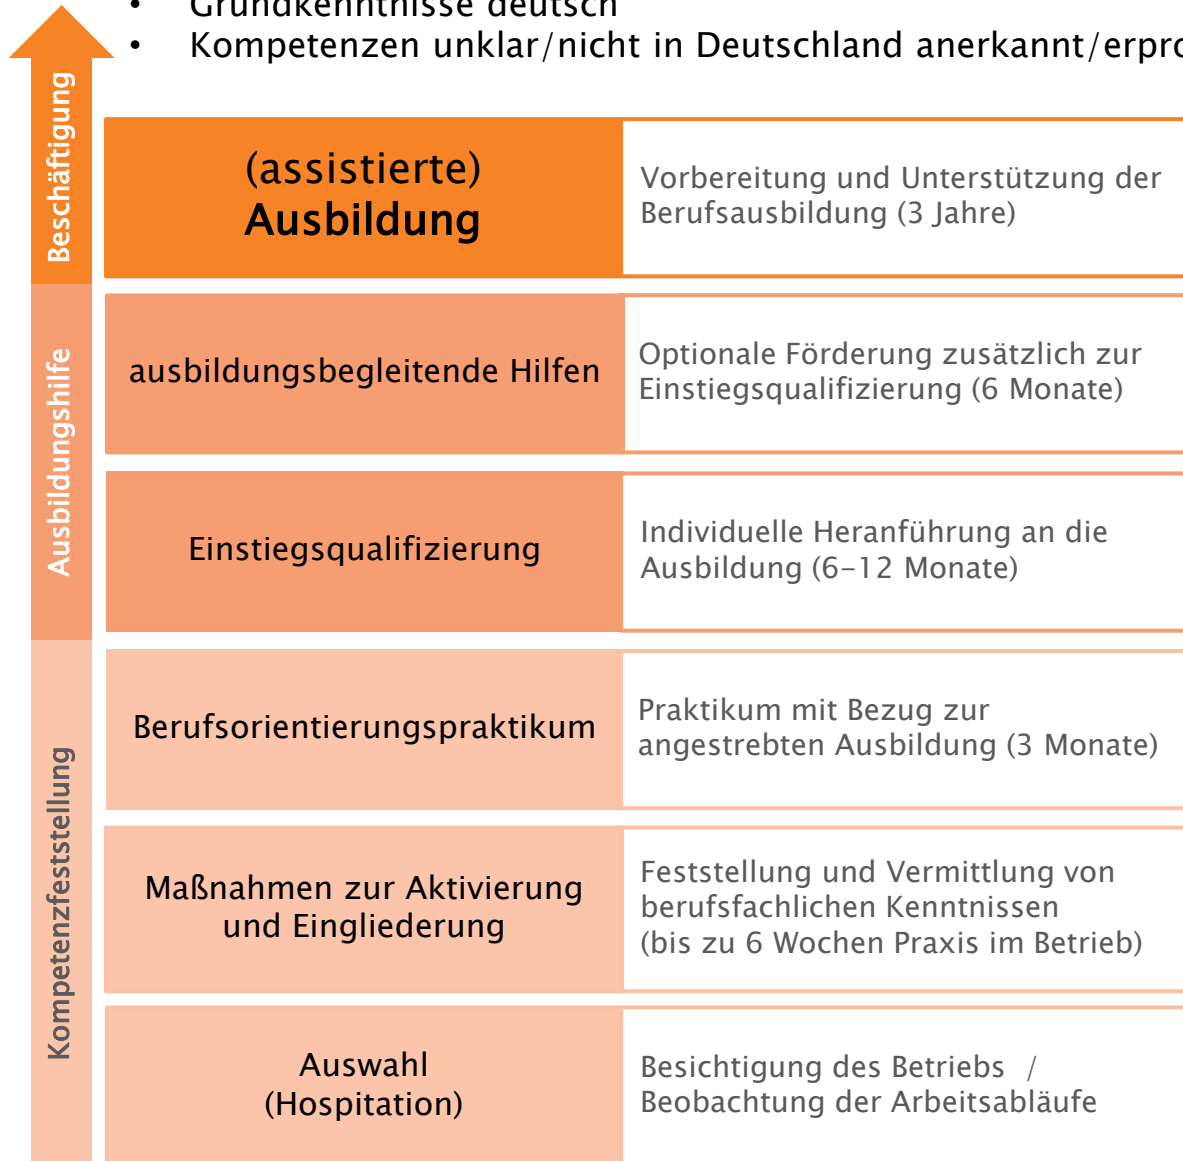 • Grundkenntnisse deutsch
• Kompetenzen unklar/nicht in Deutschland anerkannt/erpro
Beschäftigung
(assistierte)
Ausbildung
Vorbereitung und Unterstützung der
Berufsausbildung (3 Jahre)
Ausbildungshilfe
ausbildungsbegleitende Hilfen
Optionale Förderung zusätzlich zur
Einstiegsqualifizierung (6 Monate)
Einstiegsqualifizierung
Individuelle Heranführung an die
Ausbildung (6-12 Monate)
Kompetenzfeststellung
Berufsorientierungspraktikum
Praktikum mit Bezug zur
angestrebten Ausbildung (3 Monate)
Maßnahmen zur Aktivierung
und Eingliederung
Feststellung und Vermittlung von
berufsfachlichen Kenntnissen
(bis zu 6 Wochen Praxis im Betrieb)
Auswahl
(Hospitation)
Besichtigung des Betriebs /
Beobachtung der Arbeitsabläufe